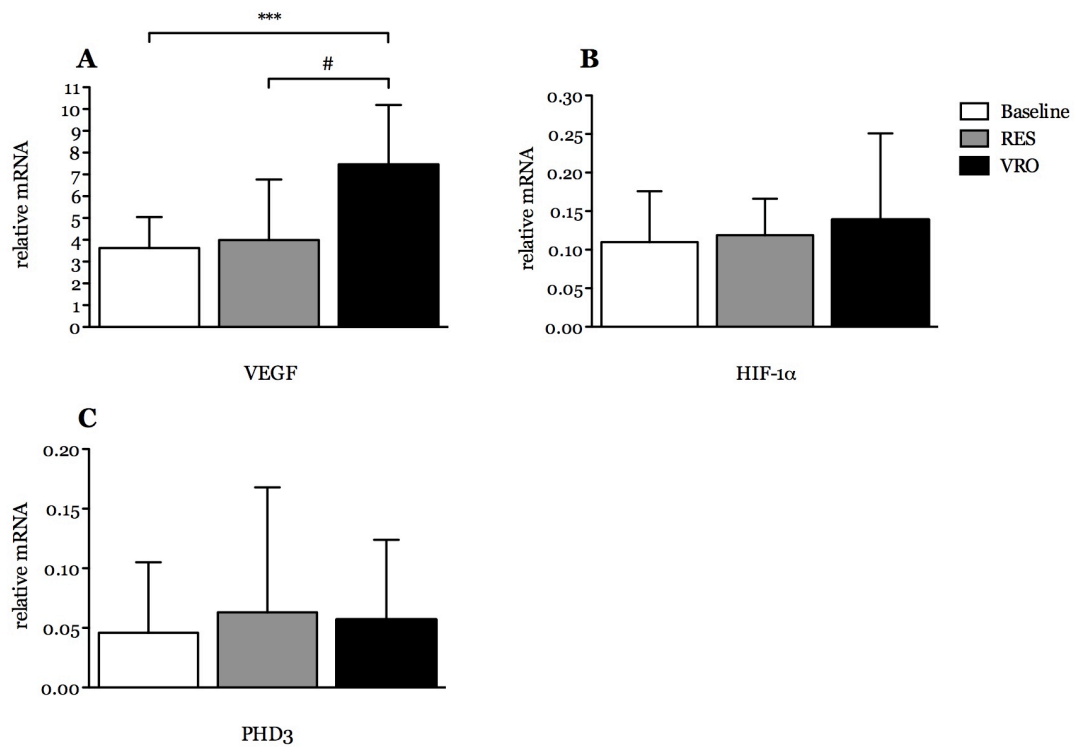 ***
#
A
11
10
9
8
7
6
5
4
3
2
1
0
relative mRNA
VEGF
B
0.30
0.25
0.20
0.15
0.10
0.05
0.00
relative mRNA
HIF-1α
Baseline
RES
VRO
C
0.20
0.15
0.10
0.05
0.00
relative mRNA
PHD3